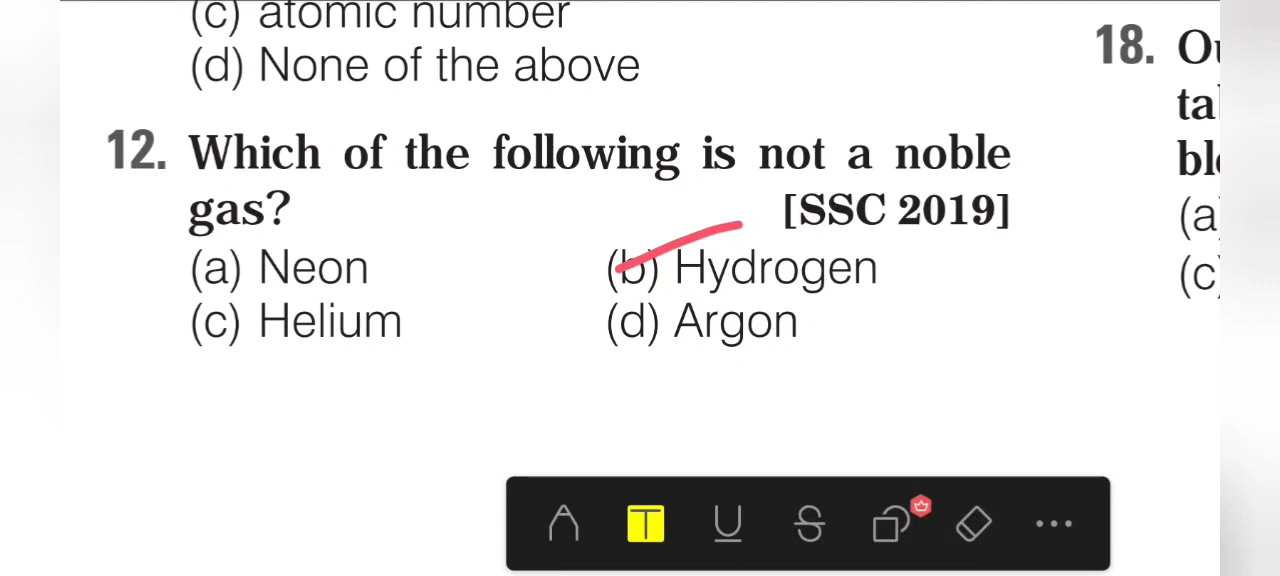 (c) atomic number
(d) None of the above
12. Which of the following is not a noble
gas? [SSC 2019]
(a) Neon (b) Hydrogen
(c) Helium (d) Argon
18.
(a
(c